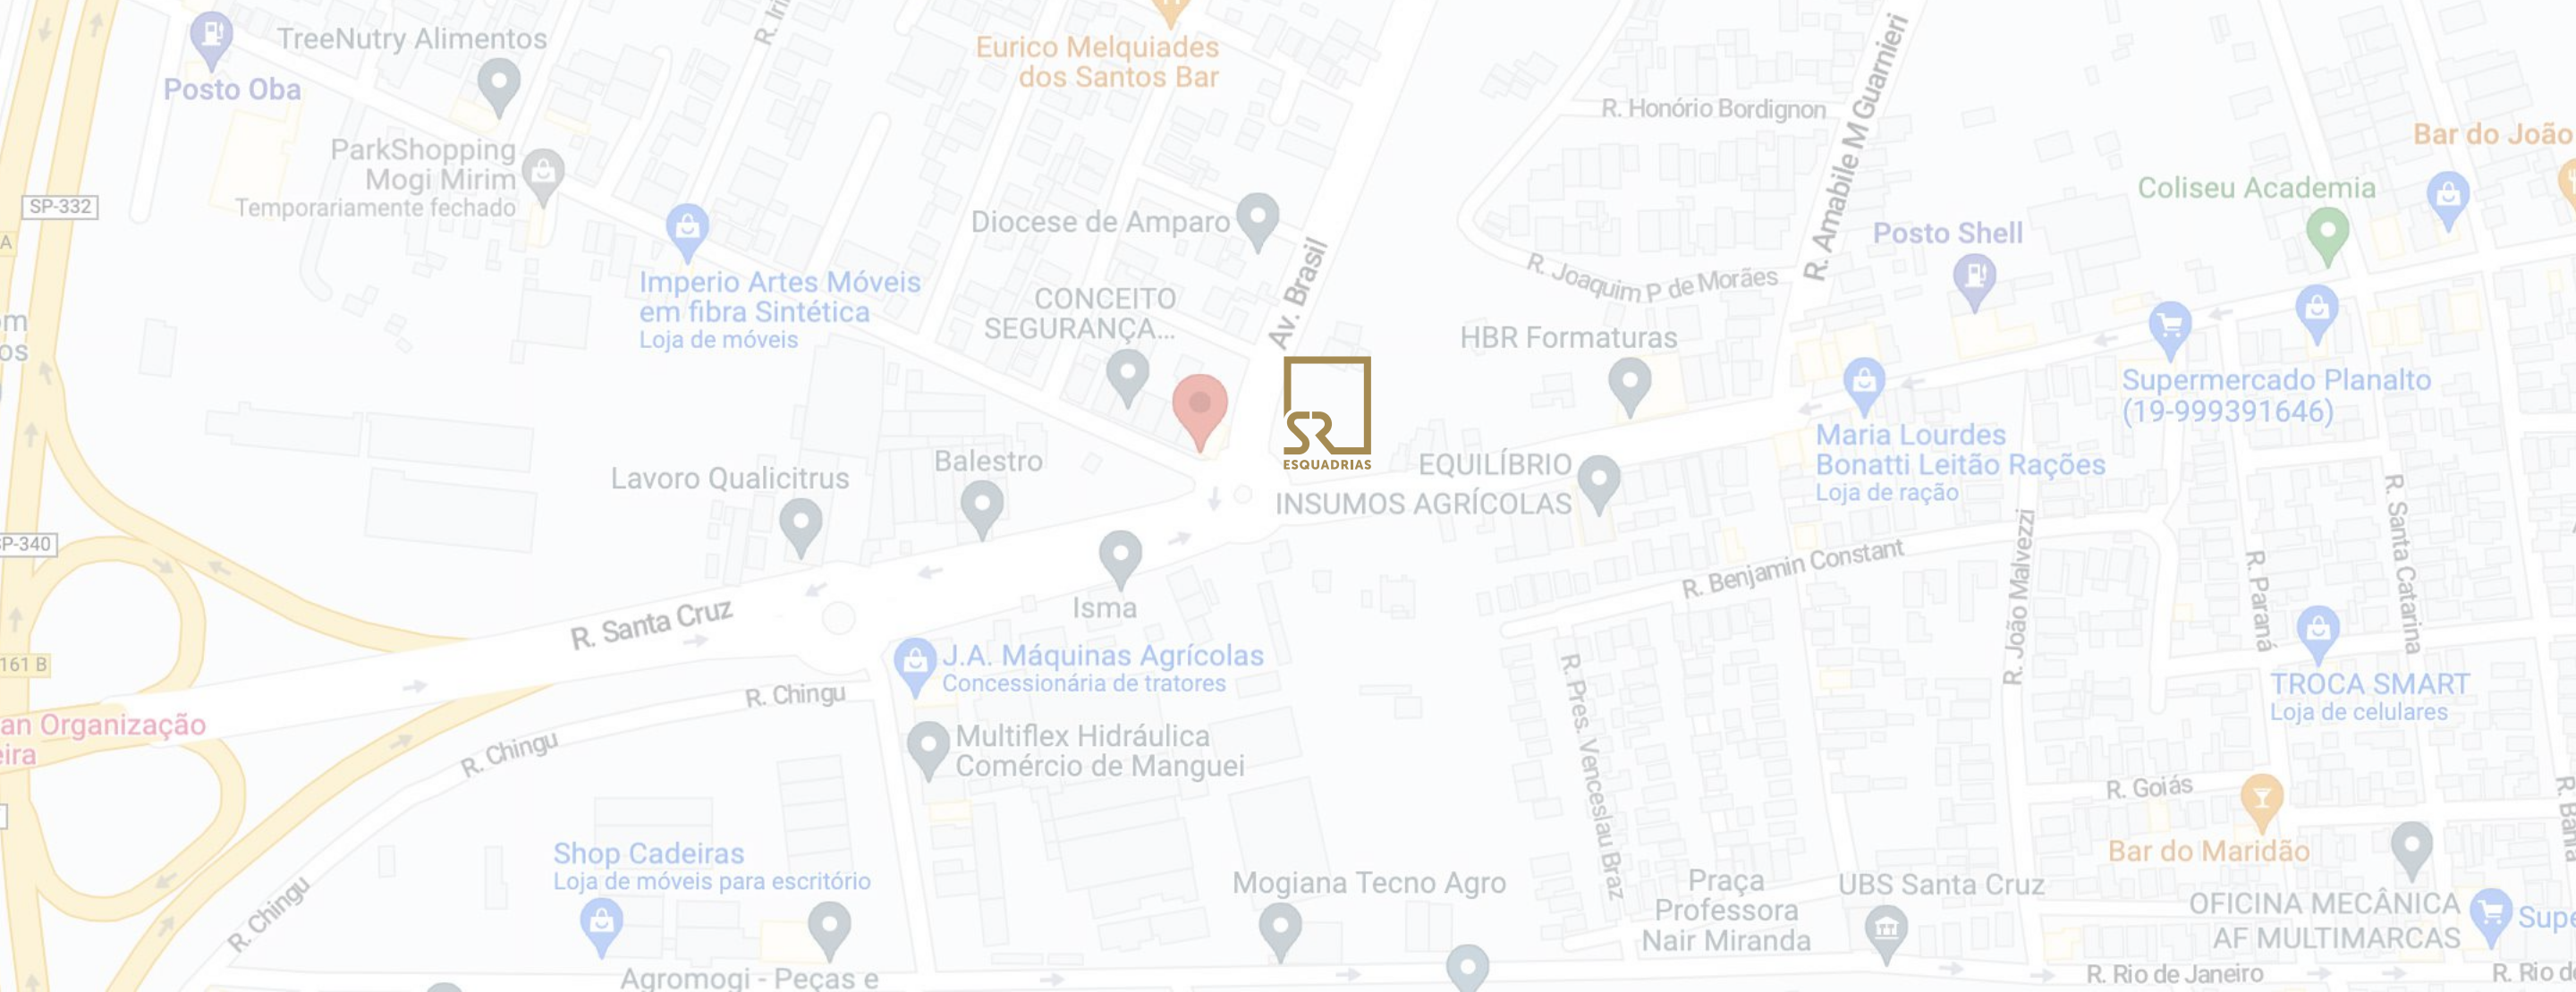 TreeNutry Alimentos
Posto Oba
Eurico Melquiades
dos Santos Bar
R. Amabile M Guarnieri
R. Honório Bordignon
Bar do João
ParkShopping
Mogi Mirim
Temporariamente fechado
SP-332
Coliseu Academia
Diocese de Amparo
Posto Shell
Imperio Artes Móveis
em fibra Sintética
Loja de móveis
CONCEITO
SEGURANÇA...
Av. Brasil
R. Joaquim P de Morães
HBR Formaturas
SR
ESQUADRIAS
Supermercado Planalto
(19-999391646)
Maria Lourdes
Bonatti Leitão Rações
Loja de ração
EQUILÍBRIO
INSUMOS AGRÍCOLAS
Balestro
Lavoro Qualicitrus
R. Santa Catarina
R. João Malvezzi
R. Paraná
R. Benjamin Constant
Isma
R. Santa Cruz
161 B
J.A. Máquinas Agrícolas
Concessionária de tratores
R. Chingu
TROCA SMART
Loja de celulares
an Organização
eira
R. Chingu
Multiflex Hidráulica
Comércio de Manguei
R. Pres. Venceslau Braz
R. Goiás
Bar do Maridão
Shop Cadeiras
Loja de móveis para escritório
R. Chingu
Mogiana Tecno Agro
Praça
Professora
Nair Miranda
UBS Santa Cruz
OFICINA MECÂNICA
AF MULTIMARCAS
Supe
Agromogi - Peças e
R. Rio de Janeiro
R. Rio d